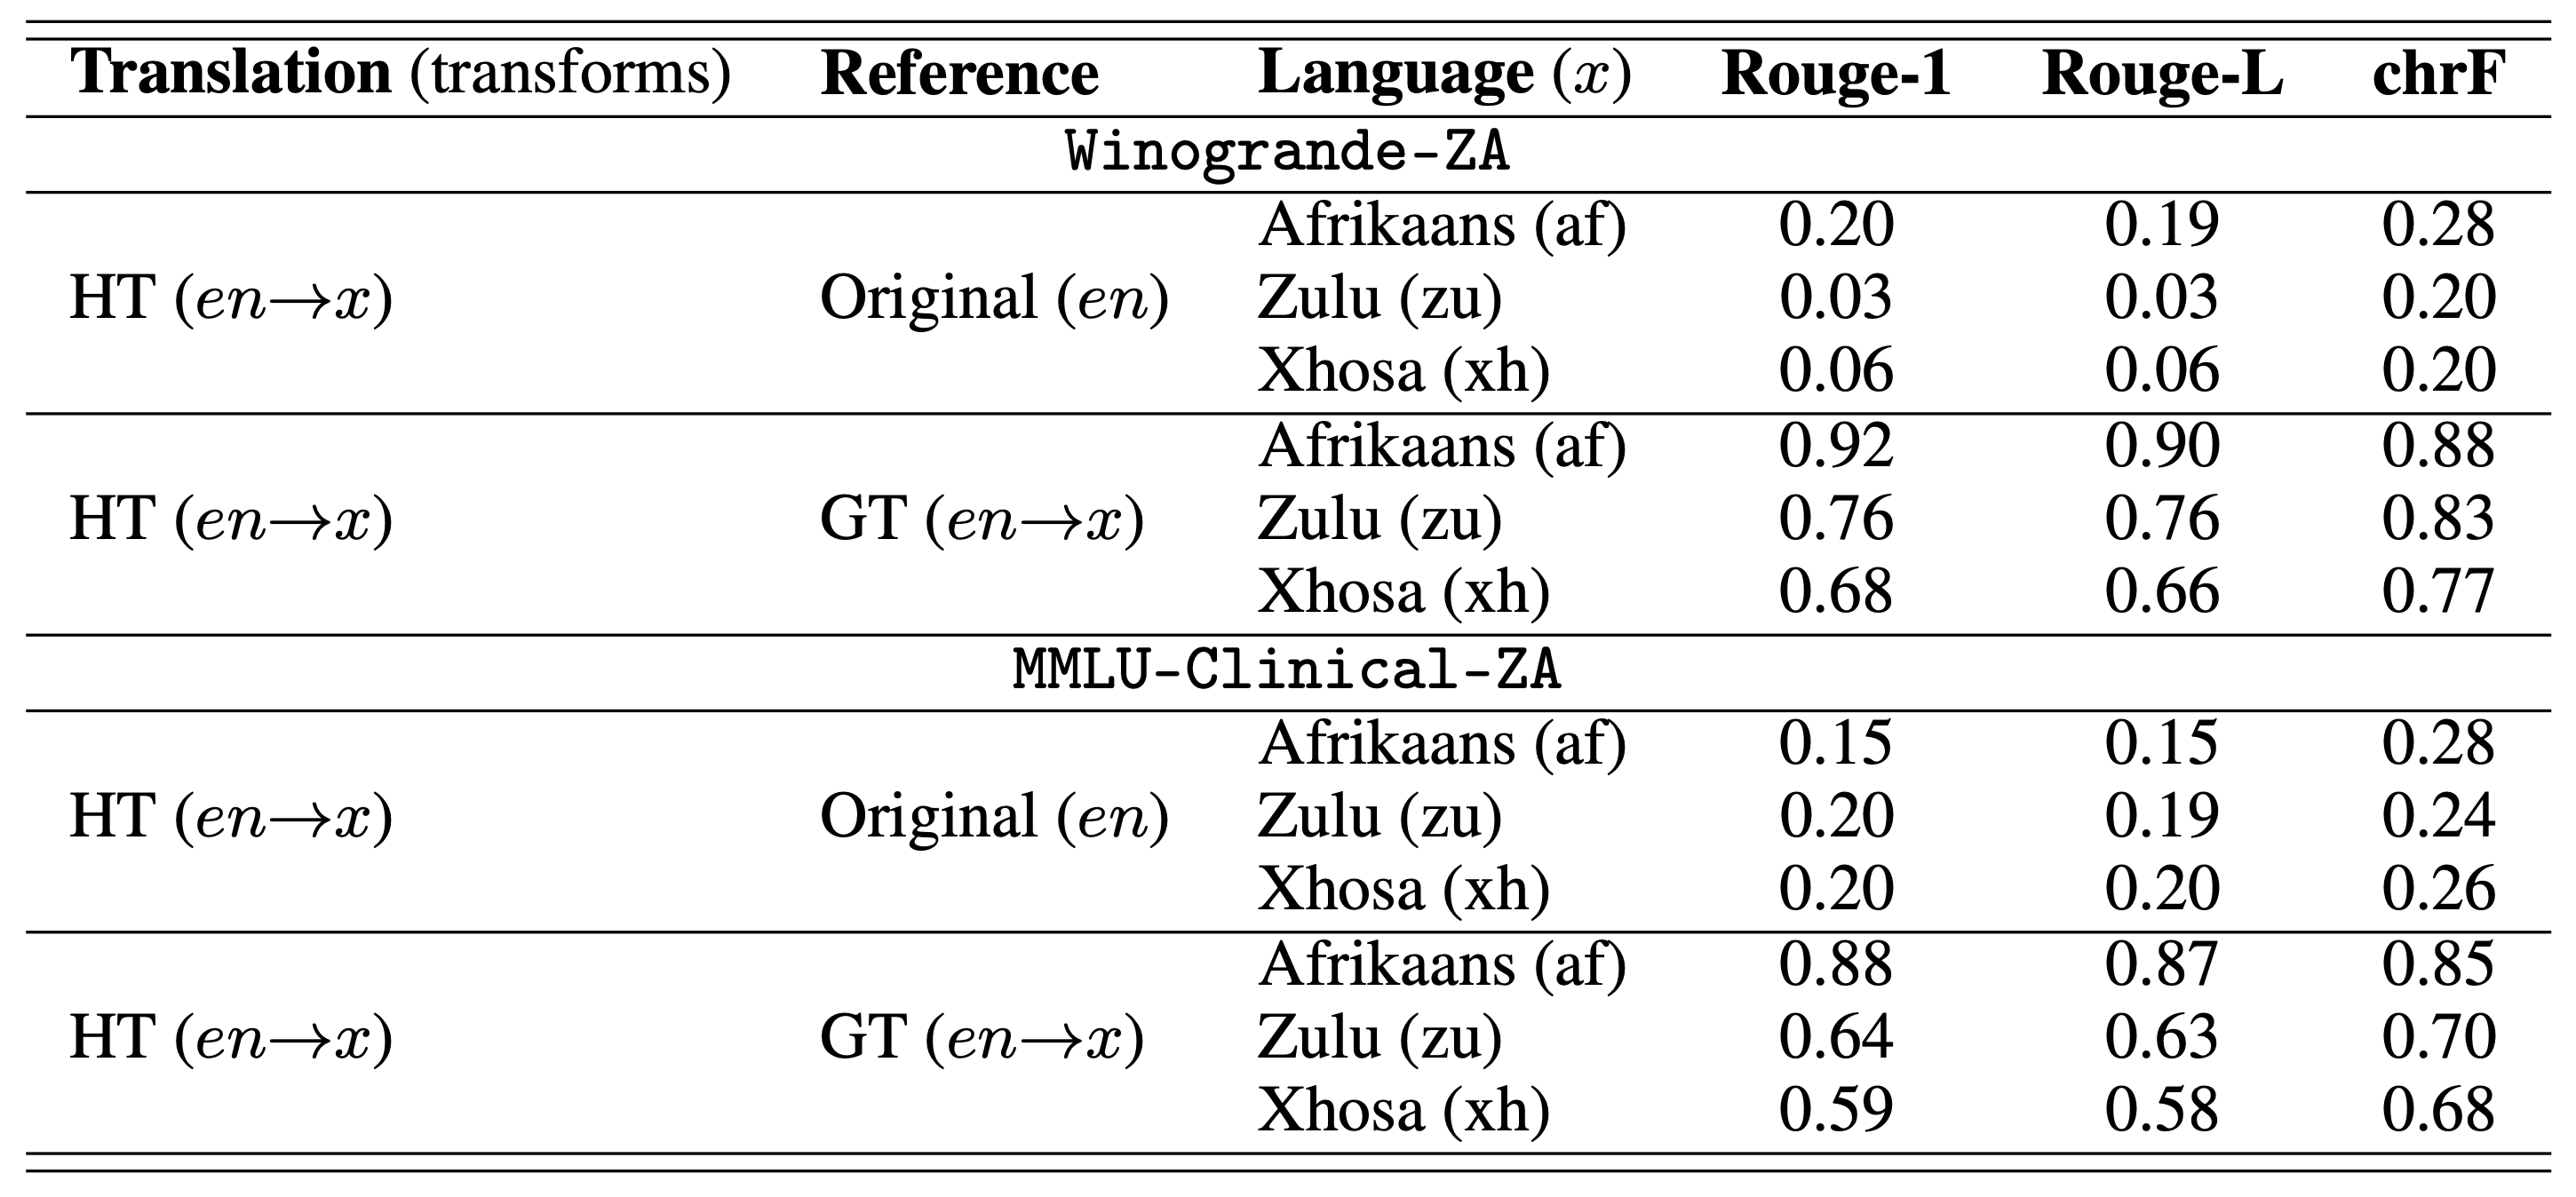 Translation (transforms) Reference Language (x) Rouge-1 Rouge-L chrF
Winogrande-ZA
Afrikaans (af) 0.20 0.19 0.28
HT (en→x) Original (en) Zulu (zu) 0.03 0.03 0.20
Xhosa (xh) 0.06 0.06 0.20
Afrikaans (af) 0.92 0.90 0.88
HT (en→x) GT (en→x) Zulu (zu) 0.76 0.76 0.83
Xhosa (xh) 0.68 0.66 0.77
MMLU-Clinical-ZA
Afrikaans (af) 0.15 0.15 0.28
HT (en→x) Original (en) Zulu (zu) 0.20 0.19 0.24
Xhosa (xh) 0.20 0.20 0.26
Afrikaans (af) 0.88 0.87 0.85
HT (en→x) GT (en→x) Zulu (zu) 0.64 0.63 0.70
Xhosa (xh) 0.59 0.58 0.68